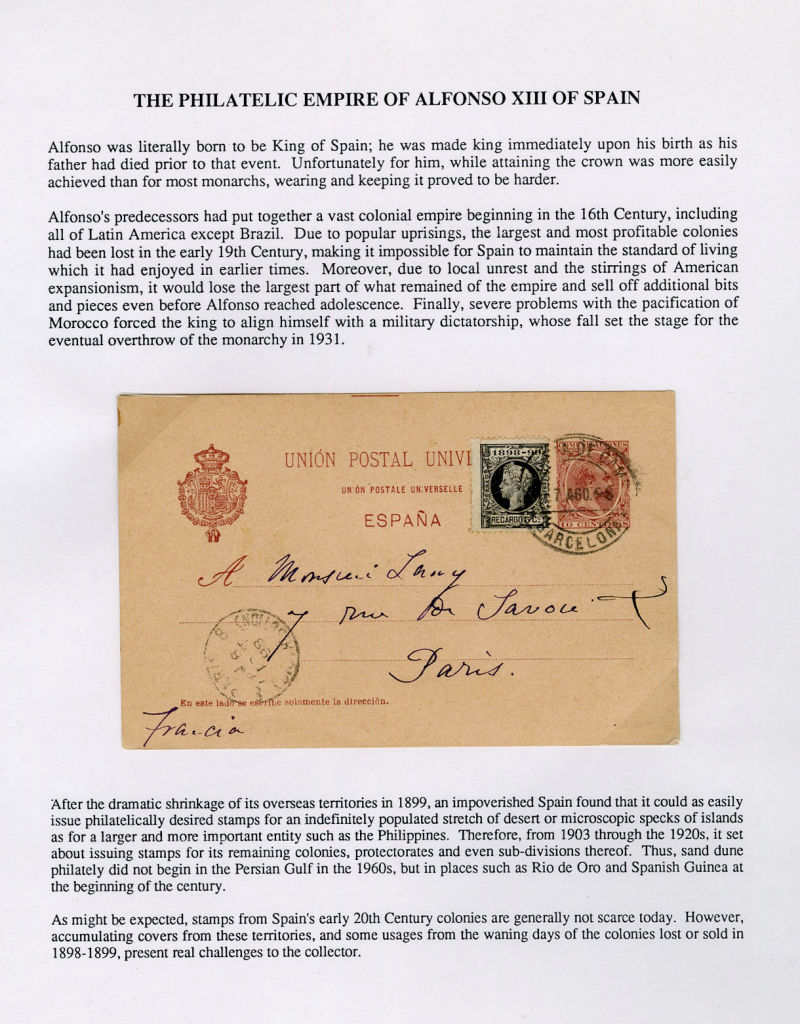 THE PHILATELIC EMPIRE OF ALFONSO XIII OF SPAIN
Alfonso was literally born to be King of Spain; he was made king immediately upon his birth as his
father had died prior to that event. Unfortunately for him, while attaining the crown was more easily
achieved than for most monarchs, wearing and keeping it proved to be harder.
Alfonso's predecessors had put together a vast colonial empire beginning in the 16th Century, including
all of Latin America except Brazil. Due to popular uprisings, the largest and most profitable colonies
had been lost in the early 19th Century, making it impossible for Spain to maintain the standard of living
which it had enjoyed in earlier times. Moreover, due to local unrest and the stirrings of American
expansionism, it would lose the largest part of what remained of the empire and sell off additional bits
and pieces even before Alfonso reached adolescence. Finally, severe problems with the pacification of
Morocco forced the king to align himself with a military dictatorship, whose fall set the stage for the
eventual overthrow of the monarchy in 1931.
UNIÓN POSTAL UNIV
1898-99
UNIÓN POSTALE UNIVERSELLE
ESPAÑA
RECARGO
10 CENT
BARCELONA
A Monsieur
7 rue de Savoie
Paris.
En este lado se escribe solamente la dirección.
Francia
After the dramatic shrinkage of its overseas territories in 1899, an impoverished Spain found that it could as easily
issue philatelically desired stamps for an indefinitely populated stretch of desert or microscopic specks of islands
as for a larger and more important entity such as the Philippines. Therefore, from 1903 through the 1920s, it set
about issuing stamps for its remaining colonies, protectorates and even sub-divisions thereof. Thus, sand dune
philately did not begin in the Persian Gulf in the 1960s, but in places such as Rio de Oro and Spanish Guinea at
the beginning of the century.
As might be expected, stamps from Spain's early 20th Century colonies are generally not scarce today. However,
accumulating covers from these territories, and some usages from the waning days of the colonies lost or sold in
1898-1899, present real challenges to the collector.